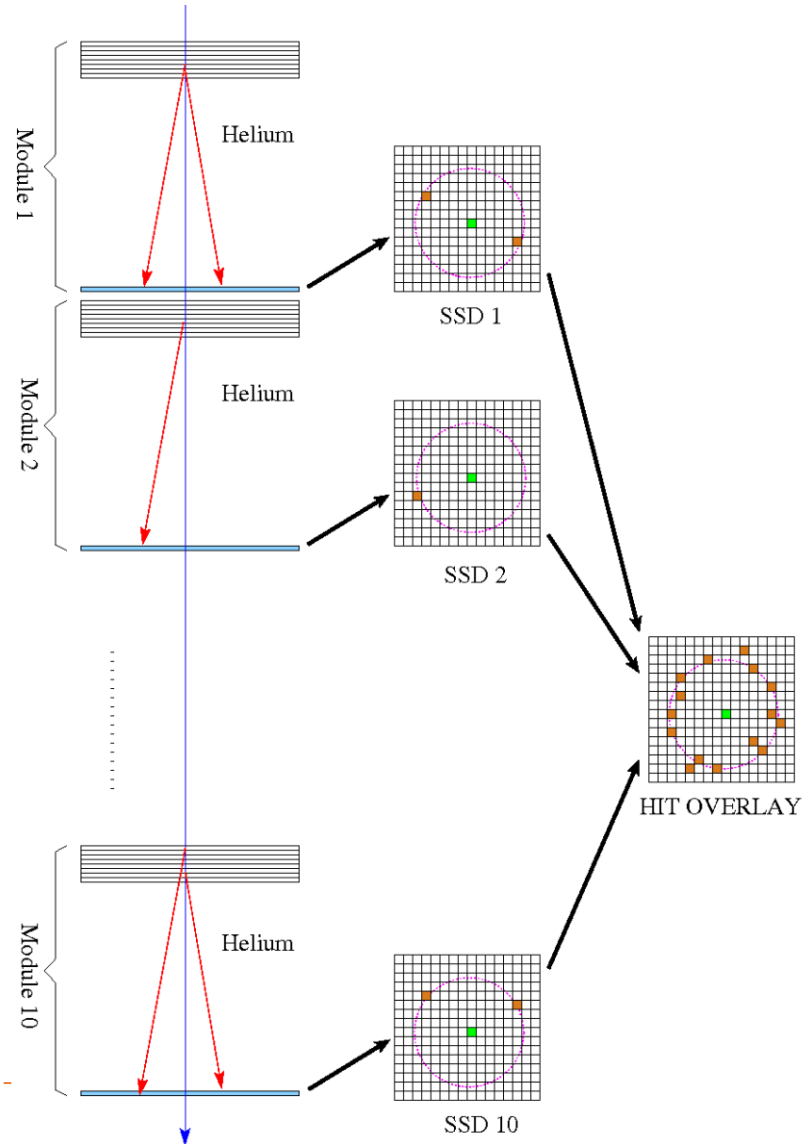 Module 1
Helium
SSD 1
Module 2
Helium
SSD 2
HIT OVERLAY
Module 10
Helium
SSD 10